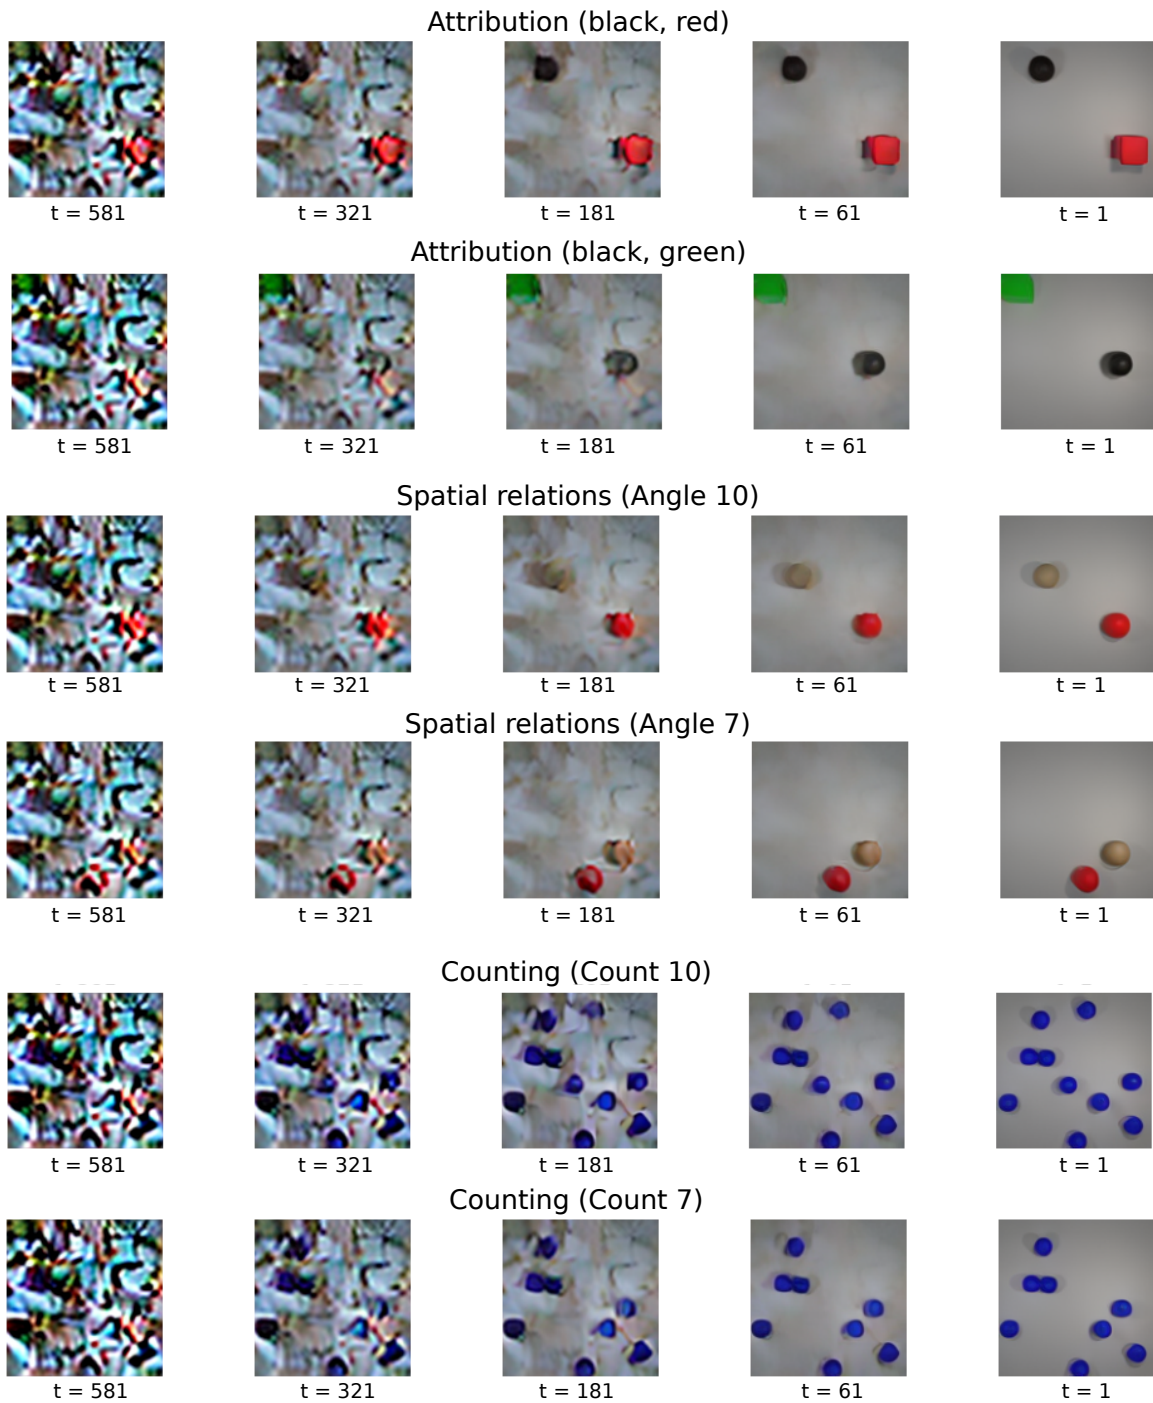 Attribution (black, red)
t = 581 t = 321 t = 181 t = 61 t = 1
Attribution (black, green)
t = 581 t = 321 t = 181 t = 61 t = 1
Spatial relations (Angle 10)
t = 581 t = 321 t = 181 t = 61 t = 1
Spatial relations (Angle 7)
t = 581 t = 321 t = 181 t = 61 t = 1
Counting (Count 10)
t = 581 t = 321 t = 181 t = 61 t = 1
Counting (Count 7)
t = 581 t = 321 t = 181 t = 61 t = 1